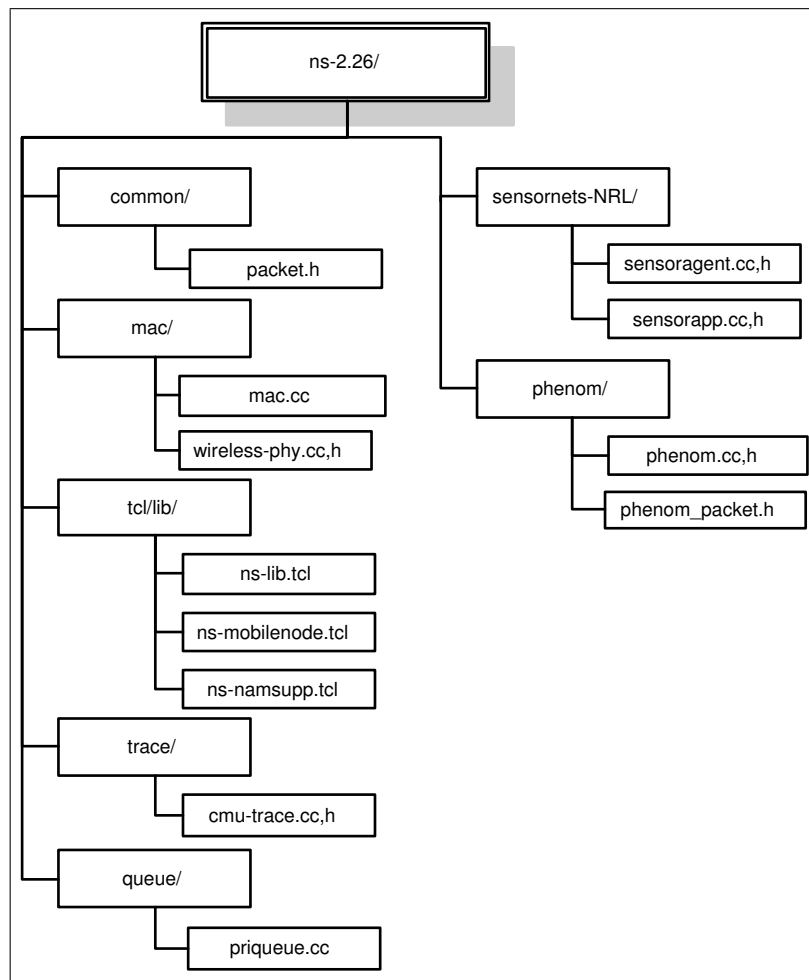 ns-2.26/
common/
packet.h
mac/
mac.cc
wireless-phy.cc,h
tcl/lib/
ns-lib.tcl
ns-mobilenode.tcl
ns-namsupp.tcl
trace/
cmu-trace.cc,h
queue/
priqueue.cc
sensornets-NRL/
sensoragent.cc,h
sensorapp.cc,h
phenom/
phenom.cc,h
phenom_packet.h